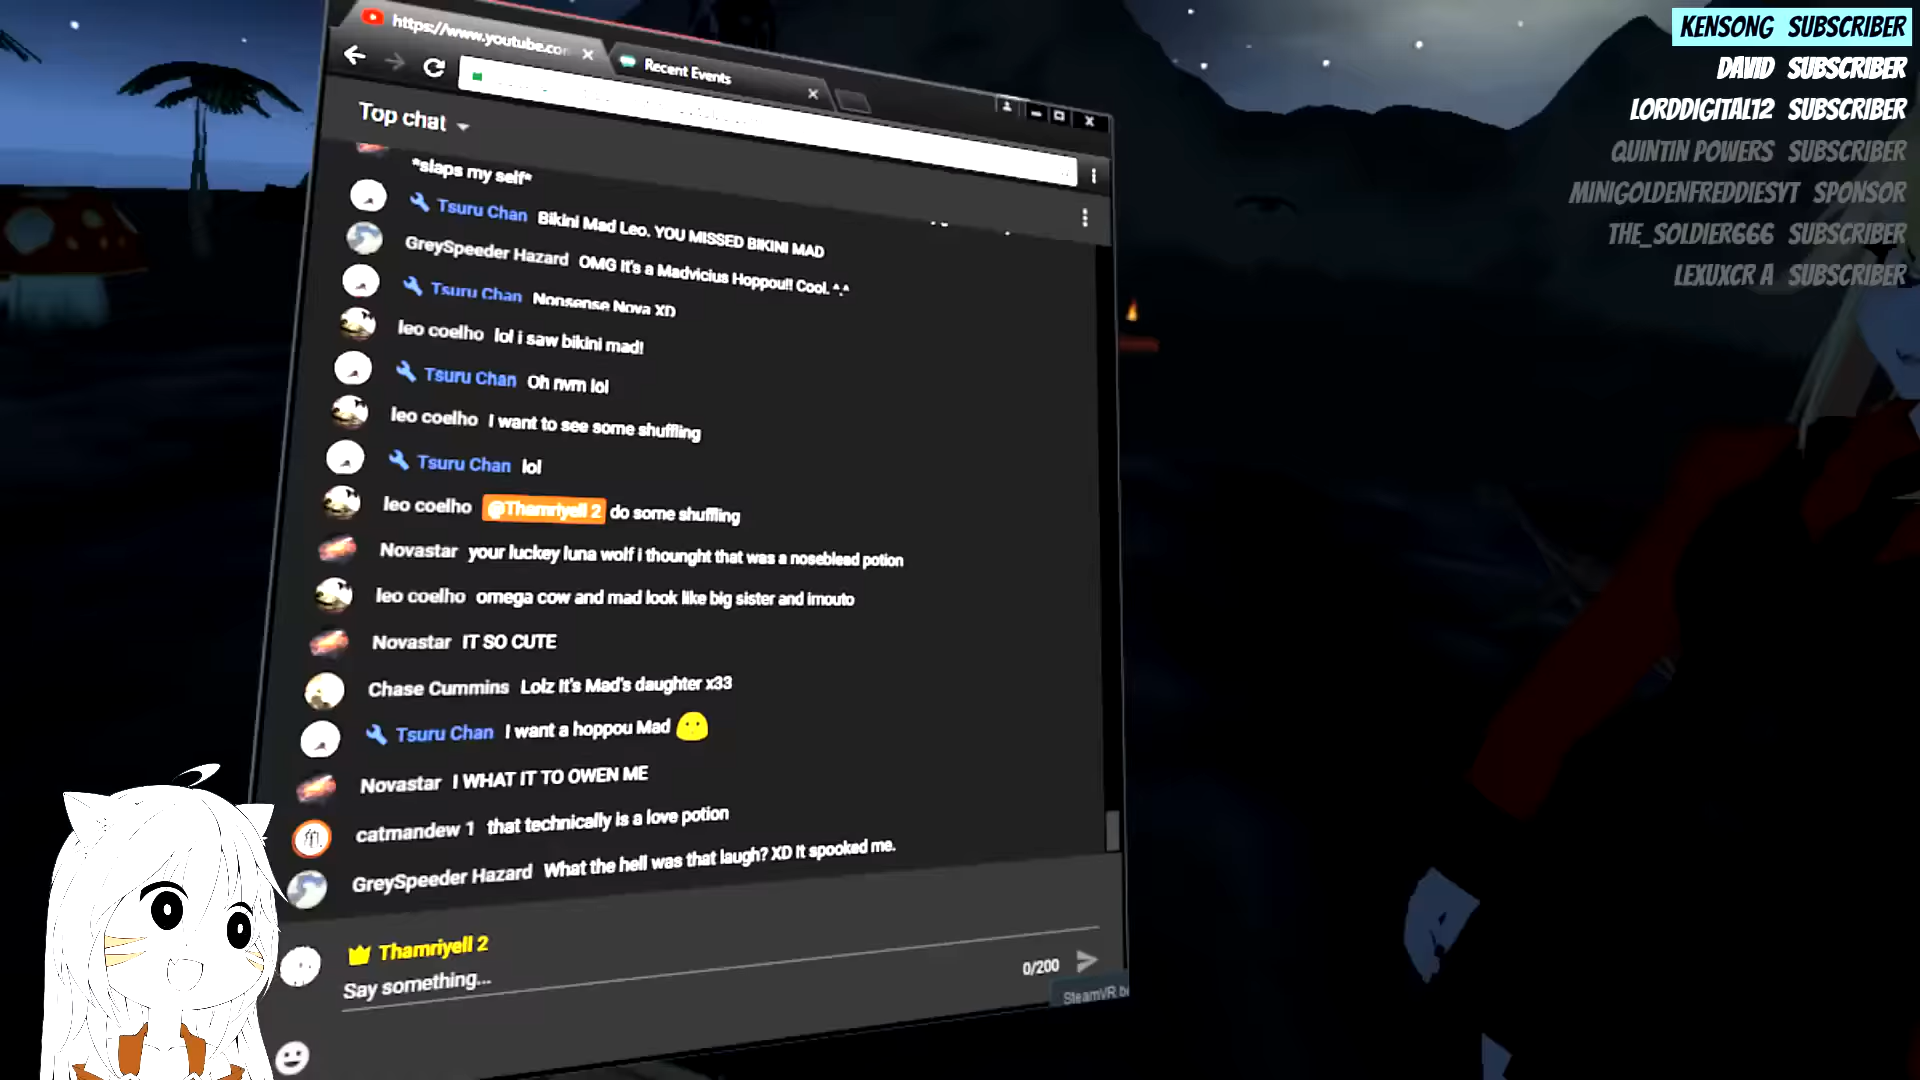 https://www.youtube.co
Recent Events
Top chat
*slaps my self*
Tsuru Chan Bikini Mad Leo. YOU MISSED BIKINI MAD
GreySpeeder Hazard OMG It's a Madvicius Hoppou!! Cool. ^.^
Tsuru Chan Nonsense Nova XD
leo coelho lol i saw bikini mad!
Tsuru Chan Oh nvm lol
leo coelho I want to see some shuffling
Tsuru Chan lol
leo coelho @Thamriyell 2 do some shuffling
Novastar your luckey luna wolf i thounght that was a noseblead potion
leo coelho omega cow and mad look like big sister and imouto
Novastar IT SO CUTE
Chase Cummins Lolz It's Mad's daughter x33
Tsuru Chan I want a hoppou Mad
Novastar I WHAT IT TO OWEN ME
catmandew 1 that technically is a love potion
GreySpeeder Hazard What the hell was that laugh? XD It spooked me.
Thamriyell 2
Say something...
0/200
SteamVR
KENSONG SUBSCRIBER
DAVID SUBSCRIBER
LORDDIGITAL12 SUBSCRIBER
QUINTIN POWERS SUBSCRIBER
MINIGOLDENFREDDIESYT SPONSOR
THE_SOLDIER666 SUBSCRIBER
LEXUXCR A SUBSCRIBER